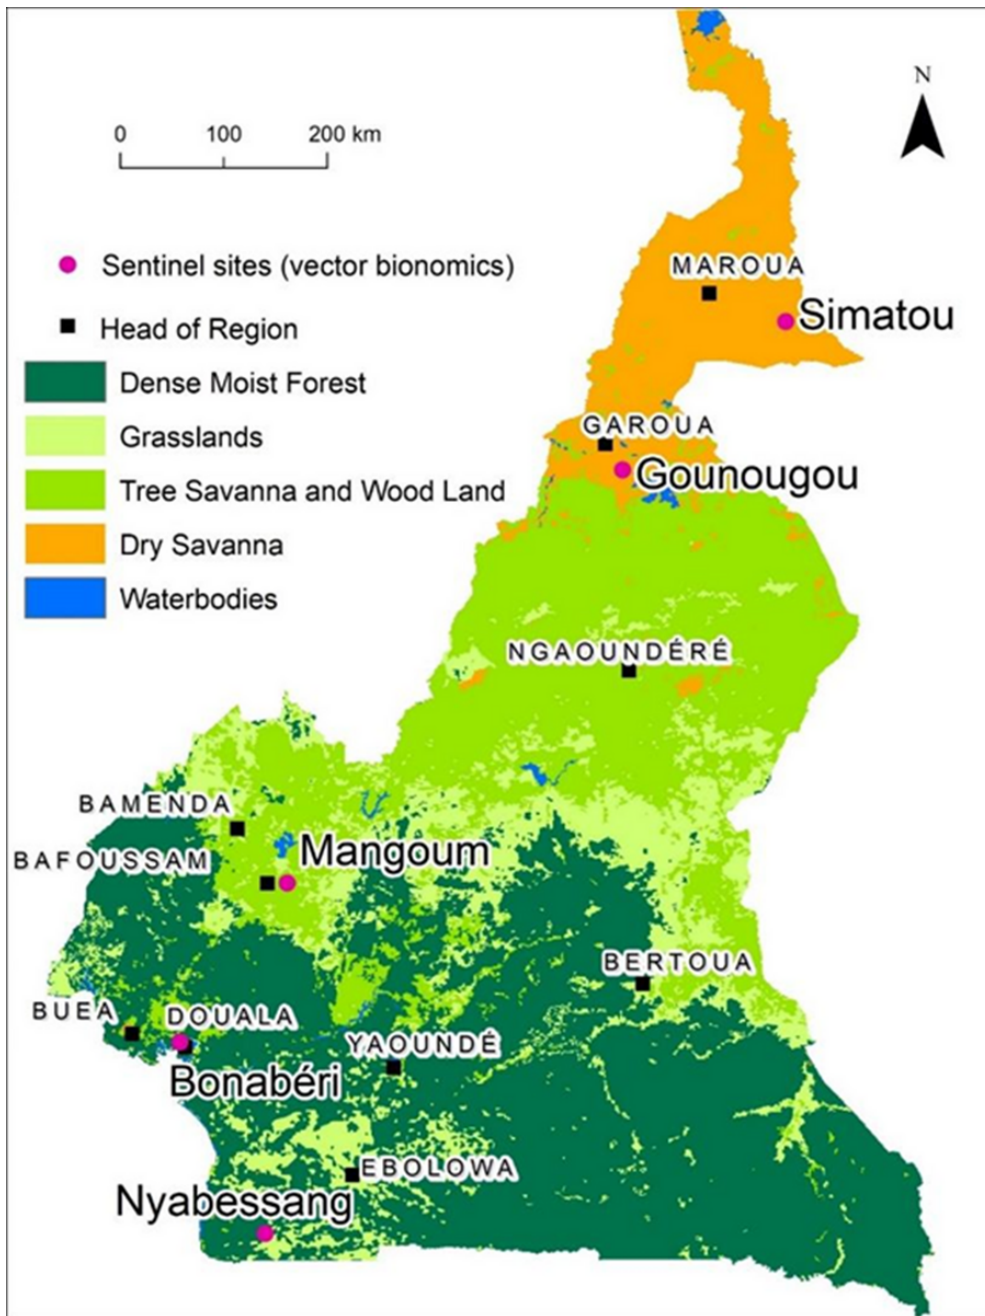 N
0 100 200 km
Sentinel sites (vector bionomics)
Head of Region
Dense Moist Forest
Grasslands
Tree Savanna and Wood Land
Dry Savanna
Waterbodies
MAROUA
Simatou
GAROUA
Gounougou
NGAOUNDÉRÉ
BAMENDA
Mangoum
BAFOUSSAM
BERTOUA
BUEA
DOUALA
YAOUNDÉ
Bonabéri
EBOLOWA
Nyabessang